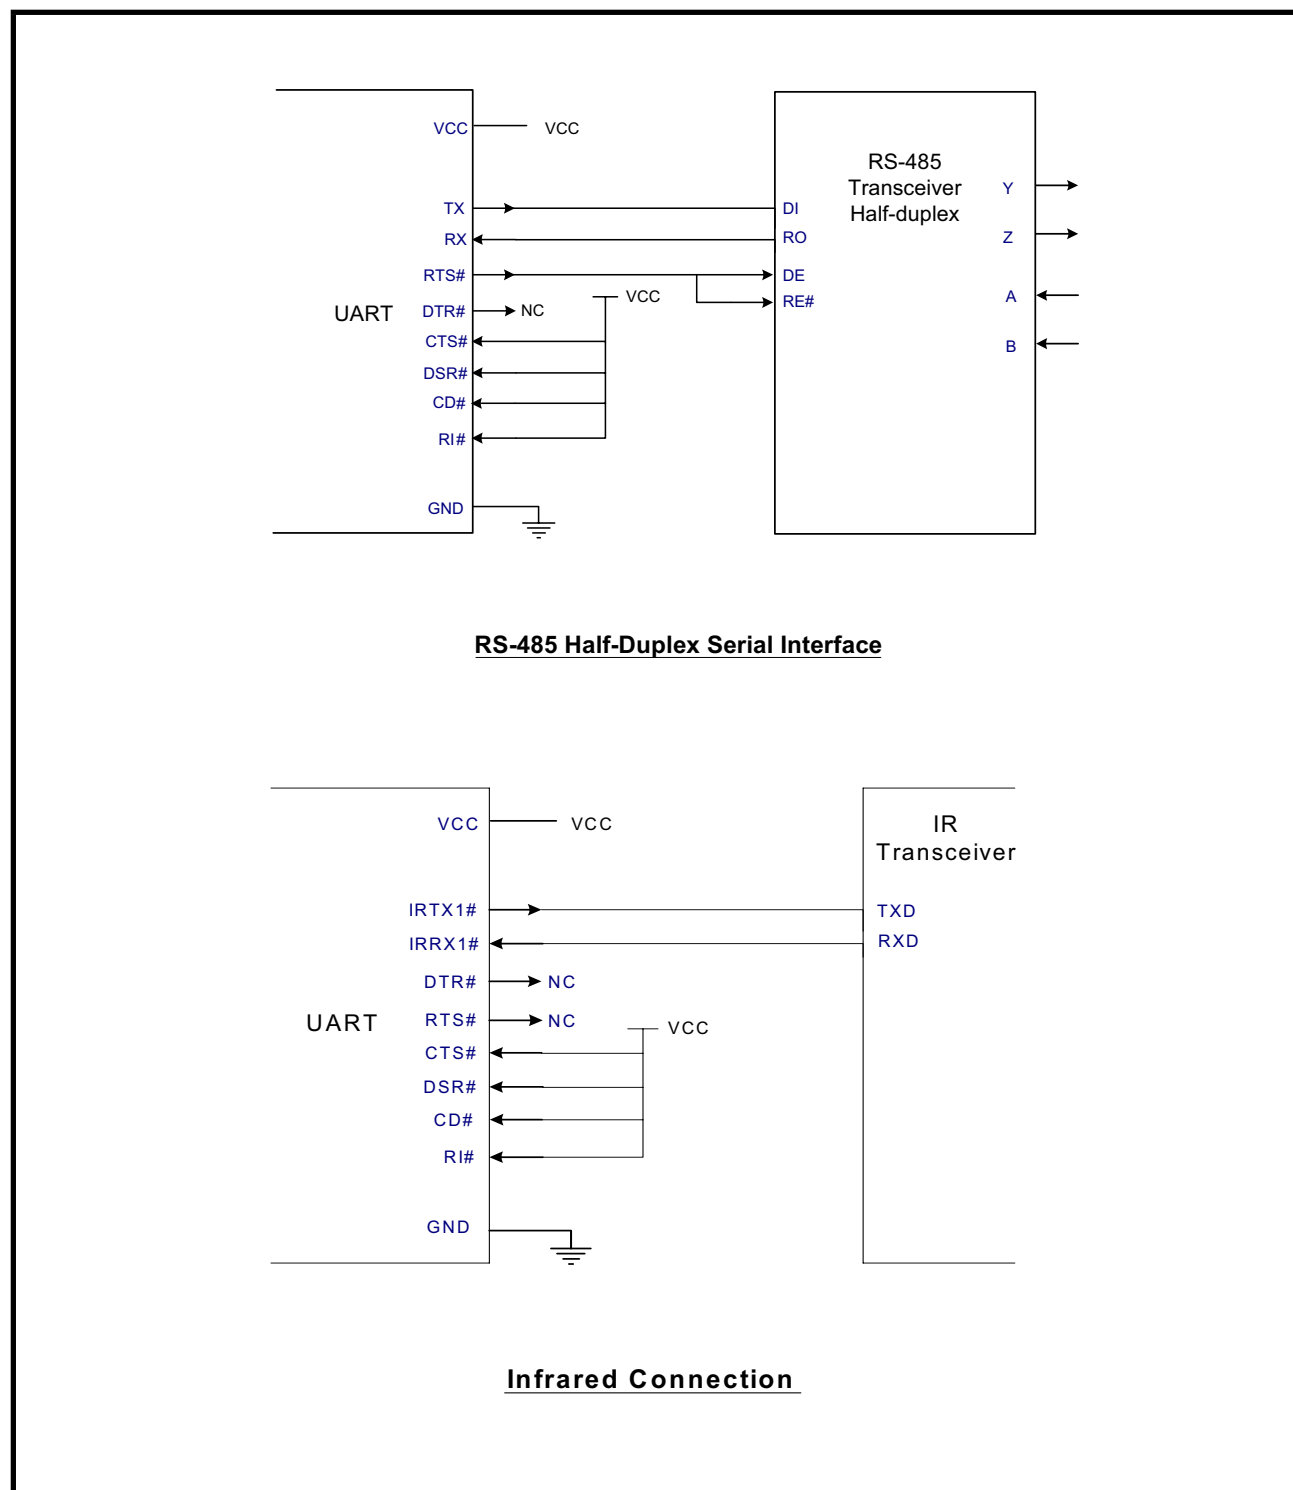 VCC
VCC
TX
RX
RTS#
DTR#
NC
CTS#
DSR#
CD#
RI#
GND
UART
VCC
RS-485
Transceiver
Half-duplex
DI
RO
DE
RE#
Y
Z
A
B
RS-485 Half-Duplex Serial Interface
VCC
VCC
IRTX1#
IRRX1#
DTR#
NC
RTS#
NC
CTS#
DSR#
CD#
RI#
GND
UART
VCC
IR
Transceiver
TXD
RXD
Infrared Connection